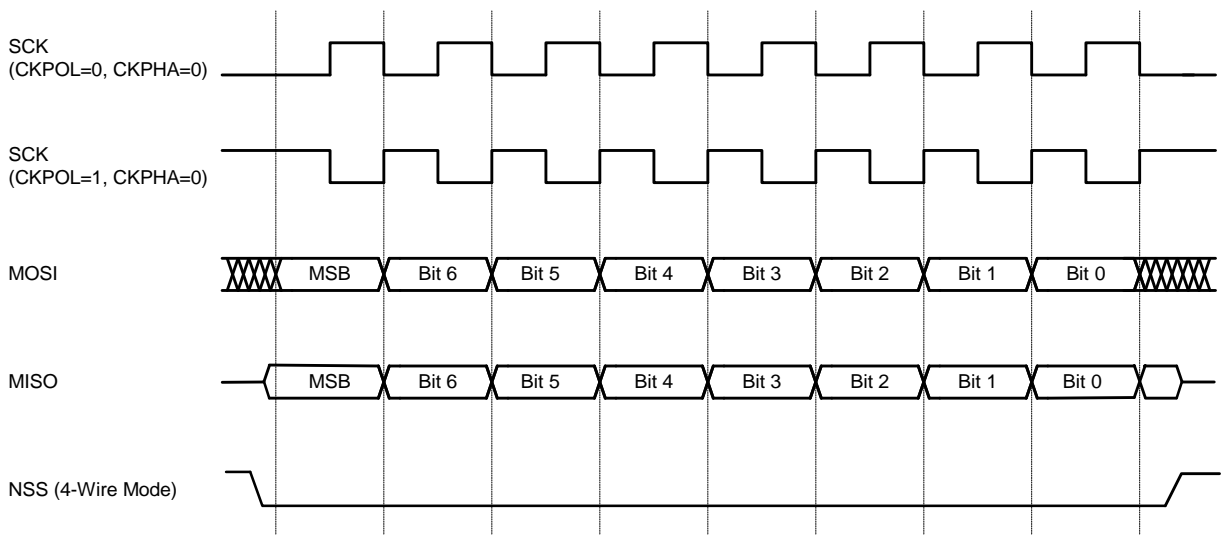 SCK
(CKPOL=0, CKPHA=0)
SCK
(CKPOL=1, CKPHA=0)
MOSI MSB Bit 6 Bit 5 Bit 4 Bit 3 Bit 2 Bit 1 Bit 0
MISO MSB Bit 6 Bit 5 Bit 4 Bit 3 Bit 2 Bit 1 Bit 0
NSS (4-Wire Mode)